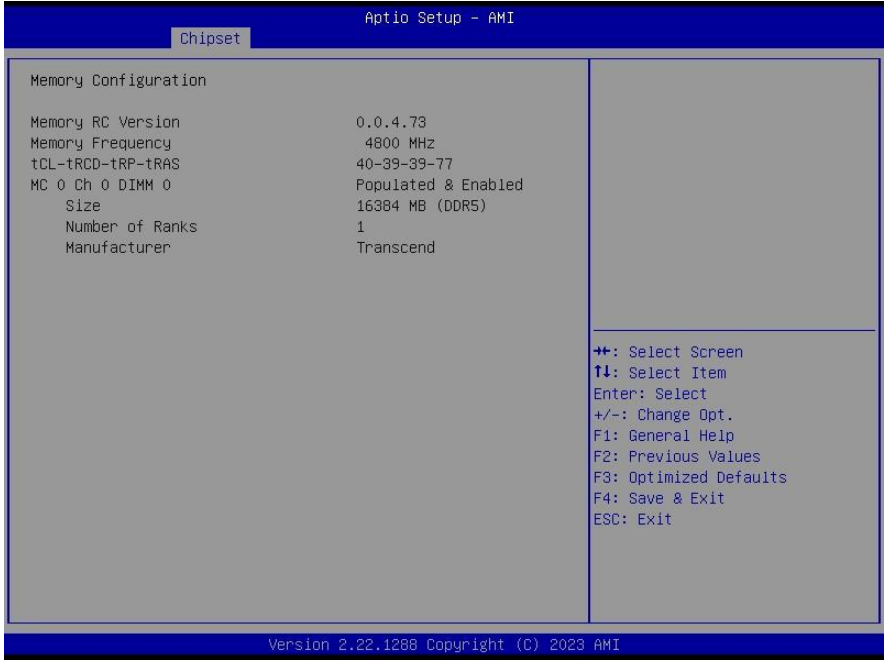 Aptio Setup – AMI
Chipset
Memory Configuration
Memory RC Version 0.0.4.73
Memory Frequency 4800 MHz
tCL-tRCD-tRP-tRAS 40-39-39-77
MC 0 Ch 0 DIMM 0 Populated & Enabled
Size 16384 MB (DDR5)
Number of Ranks 1
Manufacturer Transcend
→←: Select Screen
↑↓: Select Item
Enter: Select
+/-: Change Opt.
F1: General Help
F2: Previous Values
F3: Optimized Defaults
F4: Save & Exit
ESC: Exit
Version 2.22.1288 Copyright (C) 2023 AMI